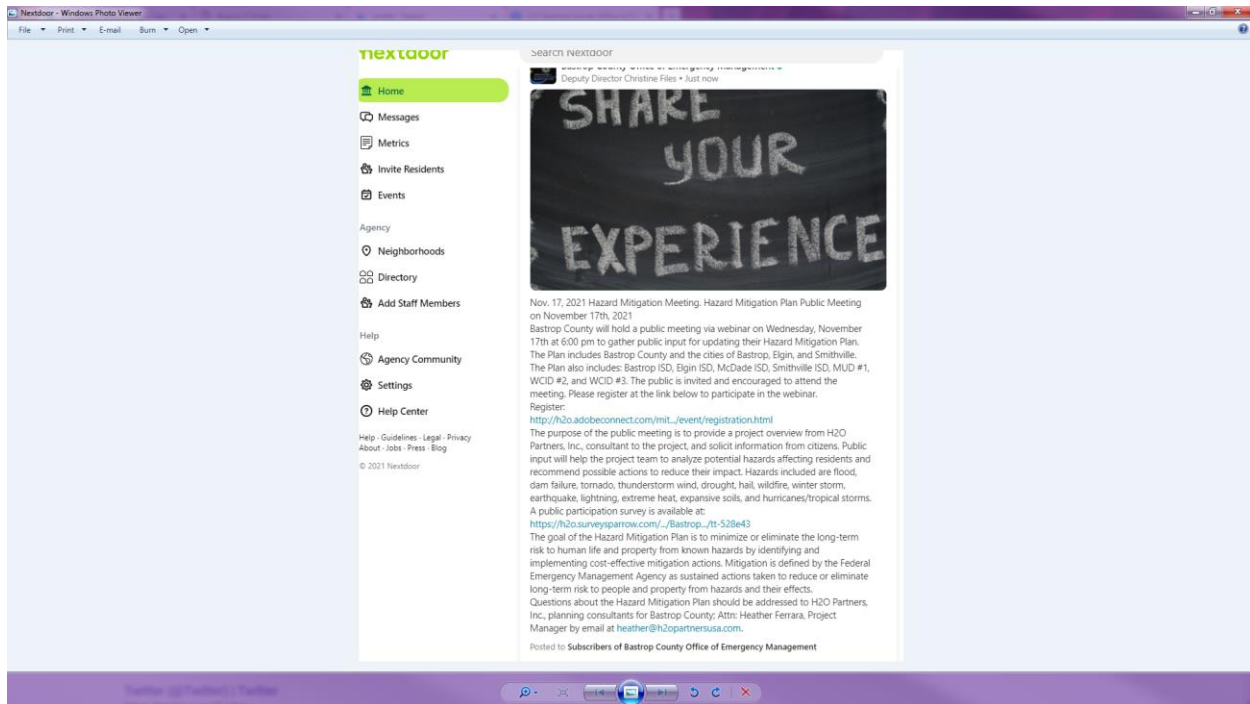 Nextdoor - Windows Photo Viewer
File Print E-mail Burn Open
nextdoor
Search Nextdoor
Home
Messages
Metrics
Invite Residents
Events
Agency
Neighborhoods
Directory
Add Staff Members
Help
Agency Community
Settings
Help Center
Help · Guidelines · Legal · Privacy
About · Jobs · Press · Blog
© 2021 Nextdoor
Bastrop County Office of Emergency Management
Deputy Director Christine Files • Just now
SHARE
YOUR
EXPERIENCE
Nov. 17, 2021 Hazard Mitigation Meeting. Hazard Mitigation Plan Public Meeting
on November 17th, 2021
Bastrop County will hold a public meeting via webinar on Wednesday, November
17th at 6:00 pm to gather public input for updating their Hazard Mitigation Plan.
The Plan includes Bastrop County and the cities of Bastrop, Elgin, and Smithville.
The Plan also includes: Bastrop ISD, Elgin ISD, McDade ISD, Smithville ISD, MUD #1,
WCID #2, and WCID #3. The public is invited and encouraged to attend the
meeting. Please register at the link below to participate in the webinar.
Register:
http://h2o.adobeconnect.com/mit.../event/registration.html
The purpose of the public meeting is to provide a project overview from H2O
Partners, Inc., consultant to the project, and solicit information from citizens. Public
input will help the project team to analyze potential hazards affecting residents and
recommend possible actions to reduce their impact. Hazards included are flood,
dam failure, tornado, thunderstorm wind, drought, hail, wildfire, winter storm,
earthquake, lightning, extreme heat, expansive soils, and hurricanes/tropical storms.
A public participation survey is available at:
https://h2o.surveysparrow.com/.../Bastrop.../tt-528e43
The goal of the Hazard Mitigation Plan is to minimize or eliminate the long-term
risk to human life and property from known hazards by identifying and
implementing cost-effective mitigation actions. Mitigation is defined by the Federal
Emergency Management Agency as sustained actions taken to reduce or eliminate
long-term risk to people and property from hazards and their effects.
Questions about the Hazard Mitigation Plan should be addressed to H2O Partners,
Inc., planning consultants for Bastrop County; Attn: Heather Ferrara, Project
Manager by email at heather@h2opartnersusa.com.
Posted to Subscribers of Bastrop County Office of Emergency Management
Twitter (@Twitter) | Twitter